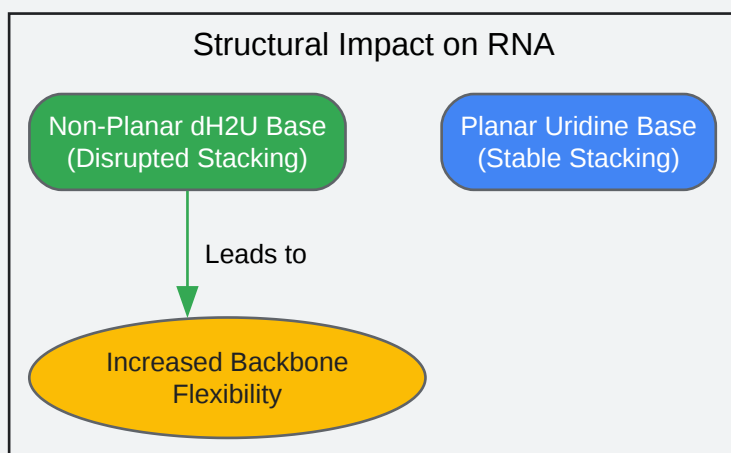 Structural Impact on RNA
Non-Planar dH2U Base
(Disrupted Stacking)
Planar Uridine Base
(Stable Stacking)
Leads to
Increased Backbone
Flexibility